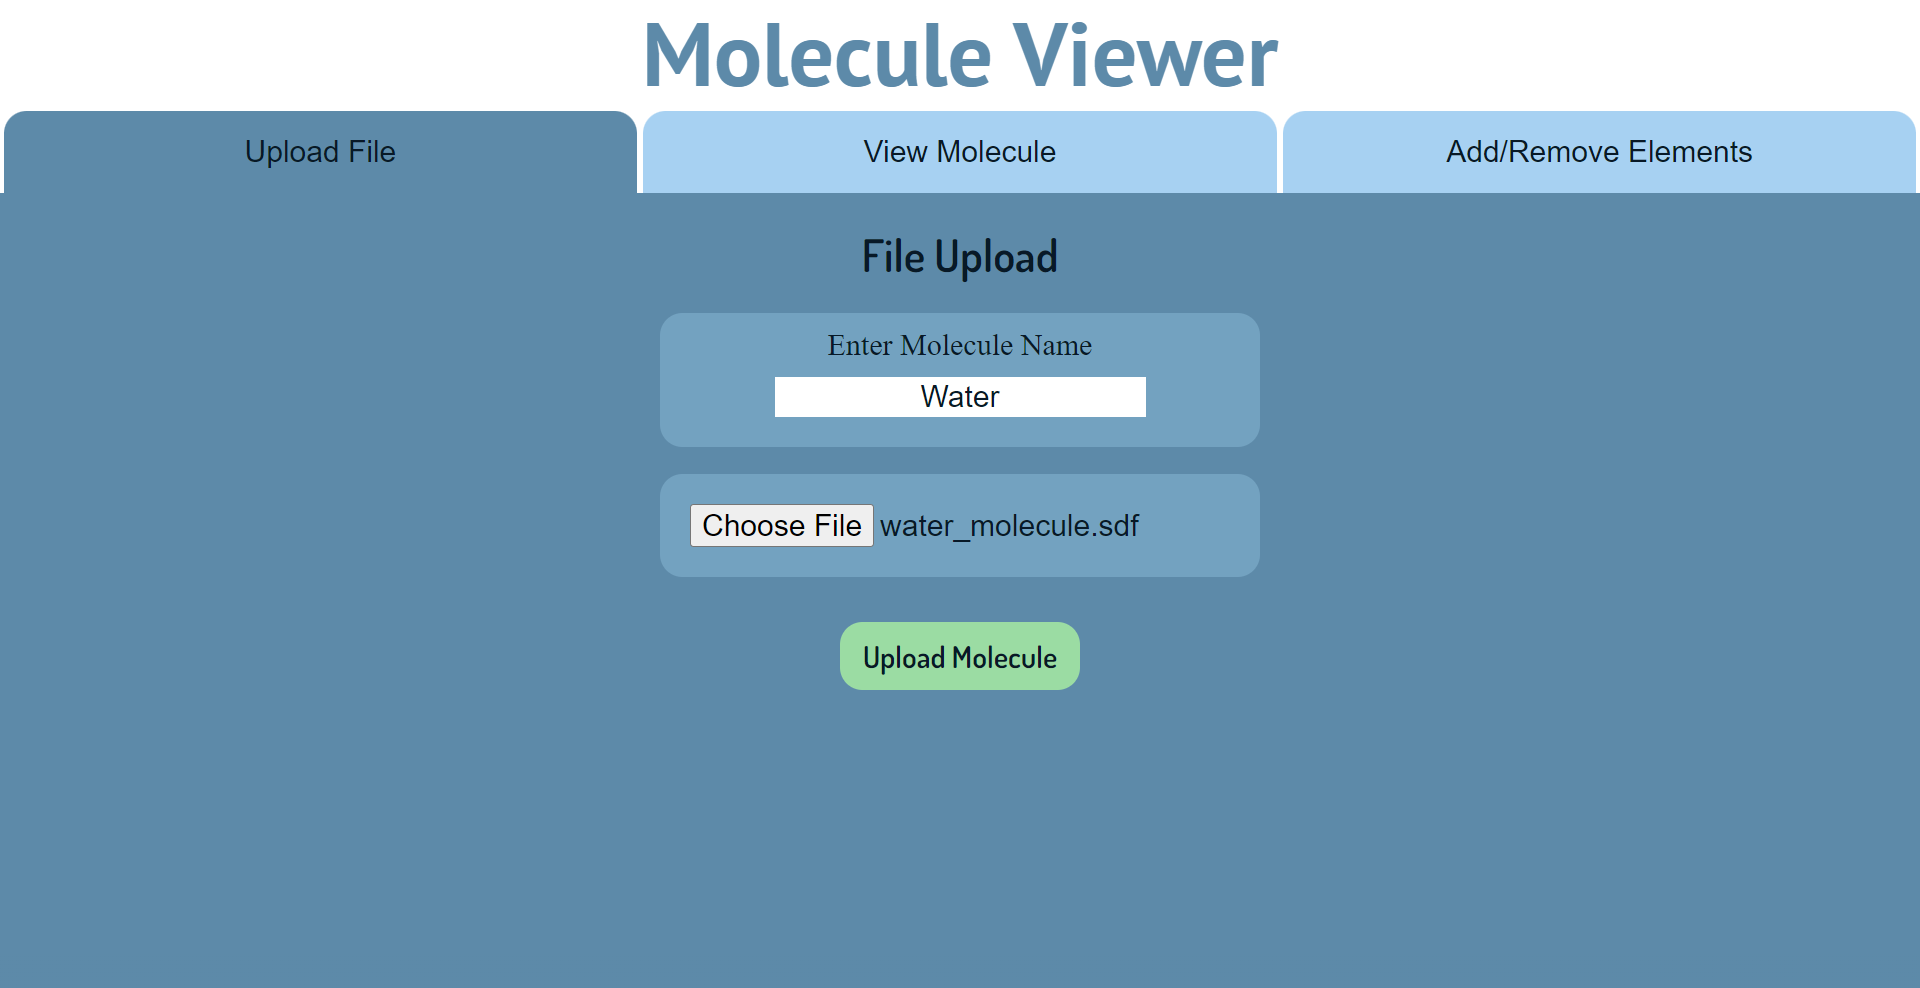 Molecule Viewer
Upload File
View Molecule
Add/Remove Elements
File Upload
Enter Molecule Name
Water
Choose File water_molecule.sdf
Upload Molecule